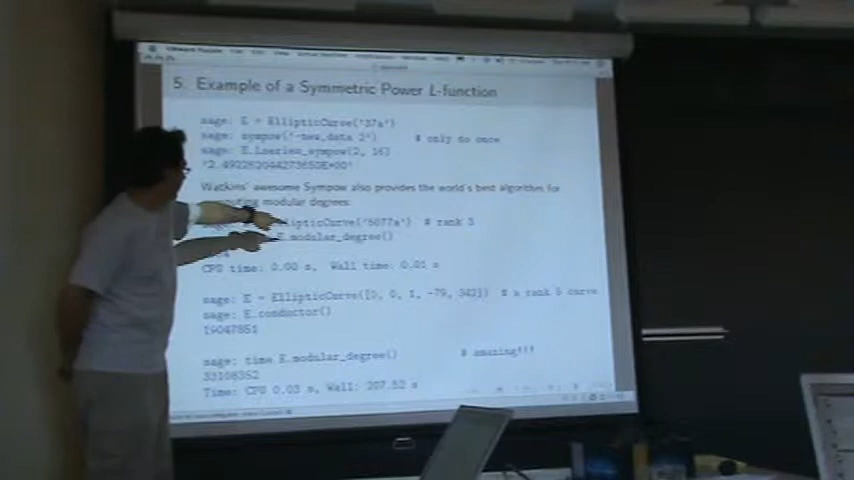 5. Example of a Symmetric Power L-function
sage: E = EllipticCurve('37a')
sage: sympow('-new_data 2') # only do once
sage: E.Lseries_sympow(2, 16)
Watkins' awesome Sympow also provides the world's best algorithm for
modular degrees:
EllipticCurve('5077a') # rank 3
E.modular_degree()
CPU time: 0.00 s, Wall time: 0.01 s
sage: E = EllipticCurve([0, 0, 1, -79, 342]) # a rank 5 curve
sage: E.conductor()
19047851
sage: time E.modular_degree() # amazing!!!
33108352
Time: CPU 0.03 s, Wall: 207.52 s